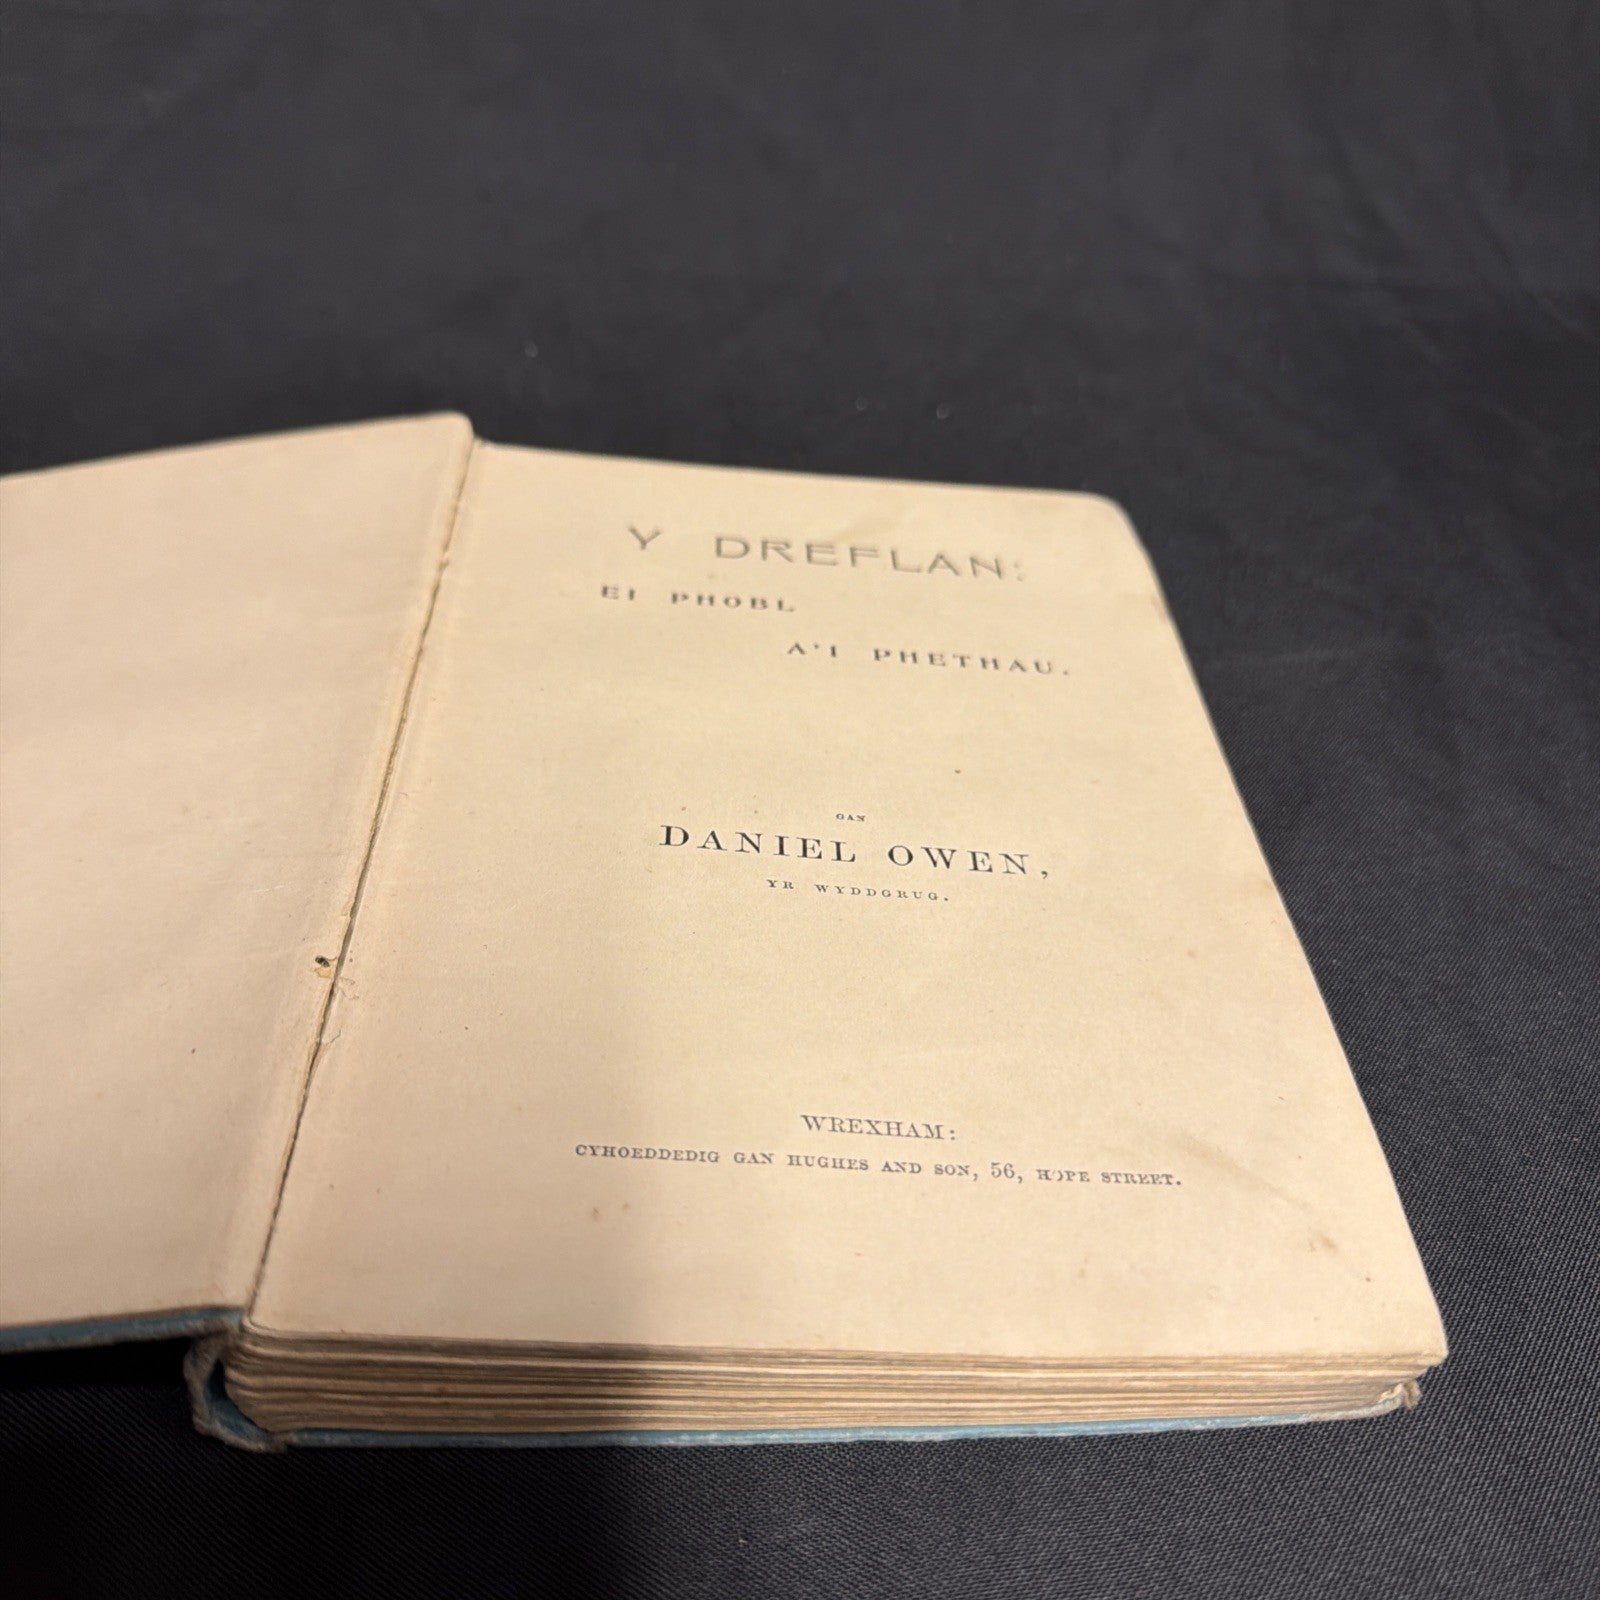 Y DREFLAN:
EI PHOBL
A'I PHETHAU.
GAN
DANIEL OWEN,
YR WYDDGRUG.
WREXHAM:
CYHOEDDEDIG GAN HUGHES AND SON, 56, HOPE STREET.